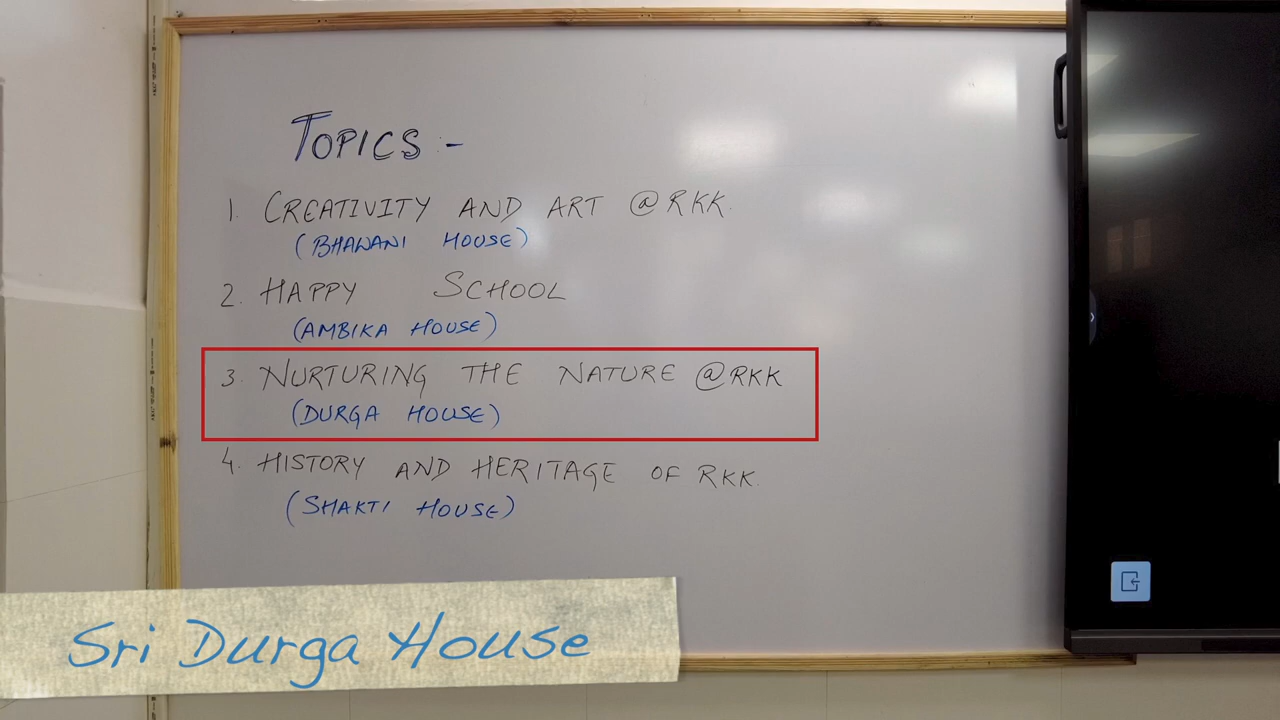 TOPICS :-
1. CREATIVITY AND ART @RKK.
(BHAWANI HOUSE)
2. HAPPY SCHOOL
(AMBIKA HOUSE)
3. NURTURING THE NATURE @RKK
(DURGA HOUSE)
4. HISTORY AND HERITAGE OF RKK.
(SHAKTI HOUSE)
Sri Durga House